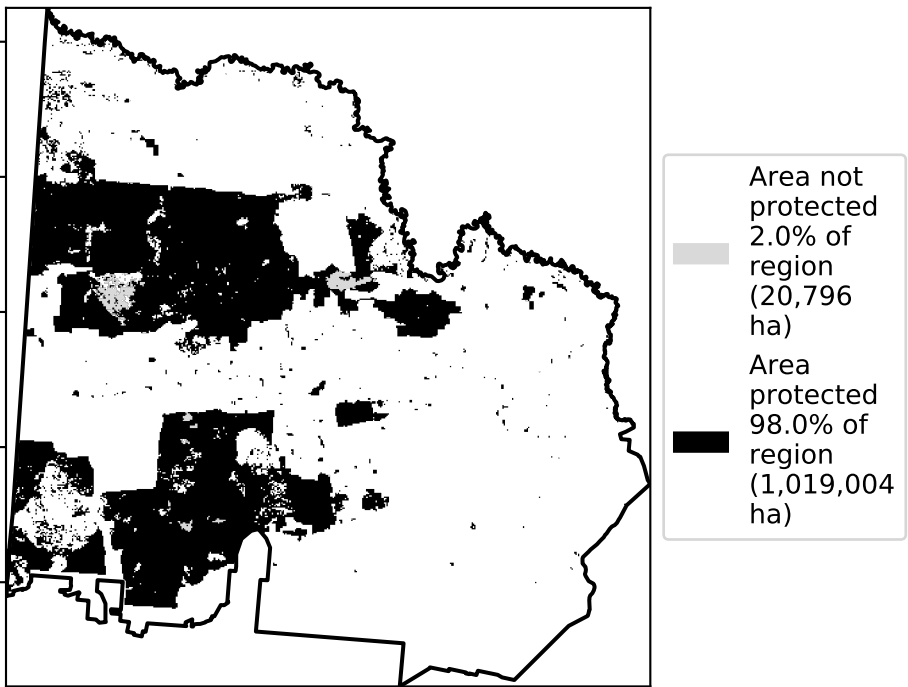 Area not
protected
2.0% of
region
(20,796
ha)
Area
protected
98.0% of
region
(1,019,004
ha)